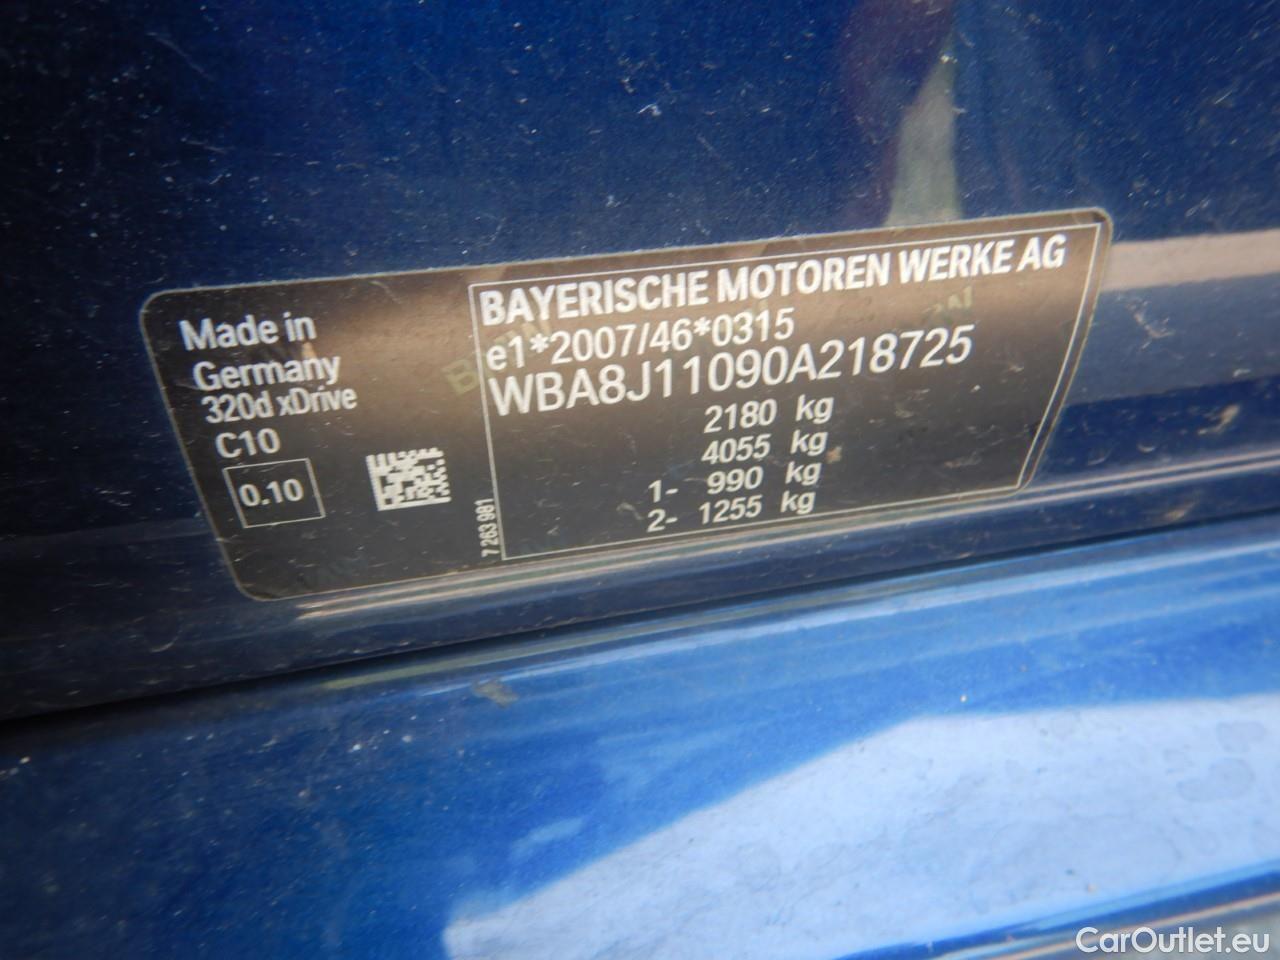 BAYERISCHE MOTOREN WERKE AG
e1*2007/46*0315
WBA8J11090A218725
2180 kg
4055 kg
1- 990 kg
2- 1255 kg
Made in
Germany
320d xDrive
C10
0.10
7 263 981
BMW
CarOutlet.eu